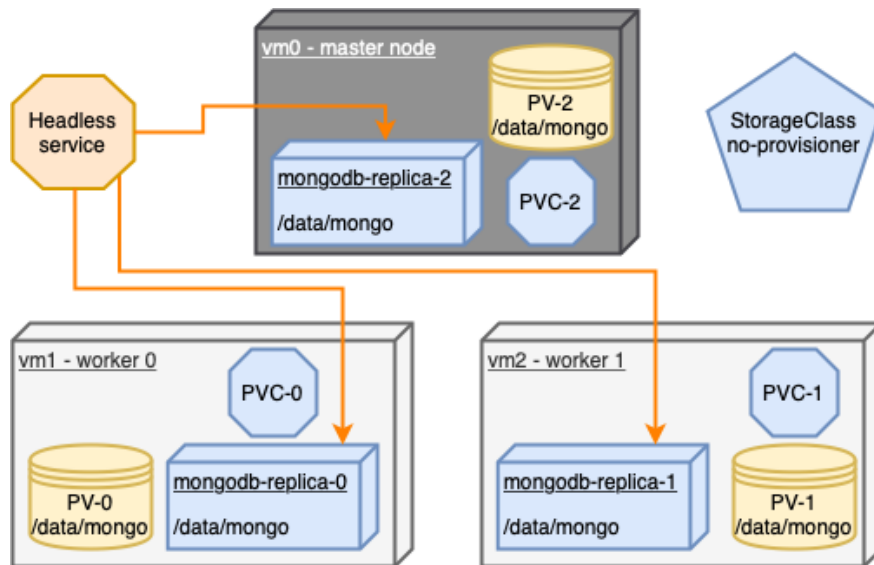 vm0 - master node
Headless
service
PV-2
/data/mongo
StorageClass
no-provisioner
mongodb-replica-2
/data/mongo
PVC-2
vm1 - worker 0
PVC-0
PV-0
/data/mongo
mongodb-replica-0
/data/mongo
vm2 - worker 1
PVC-1
mongodb-replica-1
/data/mongo
PV-1
/data/mongo